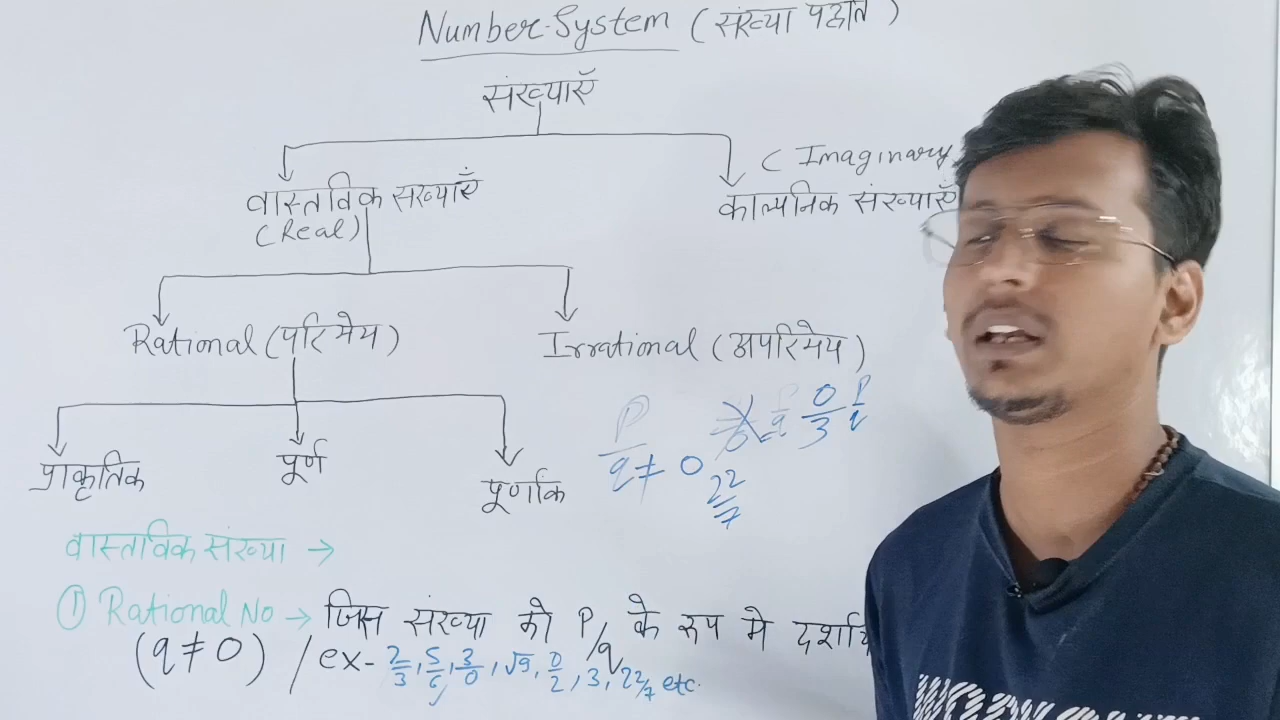 Number System (संख्या पद्धति)
संख्याएँ
(Imaginary
वास्तविक संख्याएँ
काल्पनिक संख्याएँ
(Real)
Rational (परिमेय)
Irrational (अपरिमेय)
P/q ≠ 0
P/q 0/3 P/q
22/7
प्राकृतिक
पूर्ण
पूर्णांक
वास्तविक संख्या →
① Rational No → जिस संख्या को P/q के रूप मे
(q ≠ 0) / ex- 2/3, 5/6, 3/0, √9, 0/2, 3, 22/7 etc.